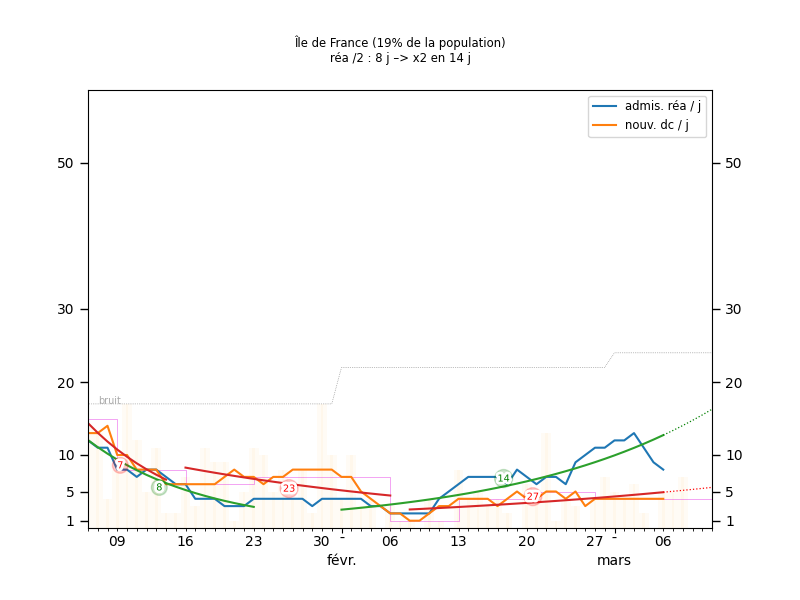 Île de France (19% de la population)
réa /2 : 8 j –> x2 en 14 j
admis. réa / j
nouv. dc / j
50 50
30 30
20 20
bruit
10 10
7
8
23
14
27
5 5
1 1
09 16 23 30 - 06 13 20 27 - 06
févr. mars